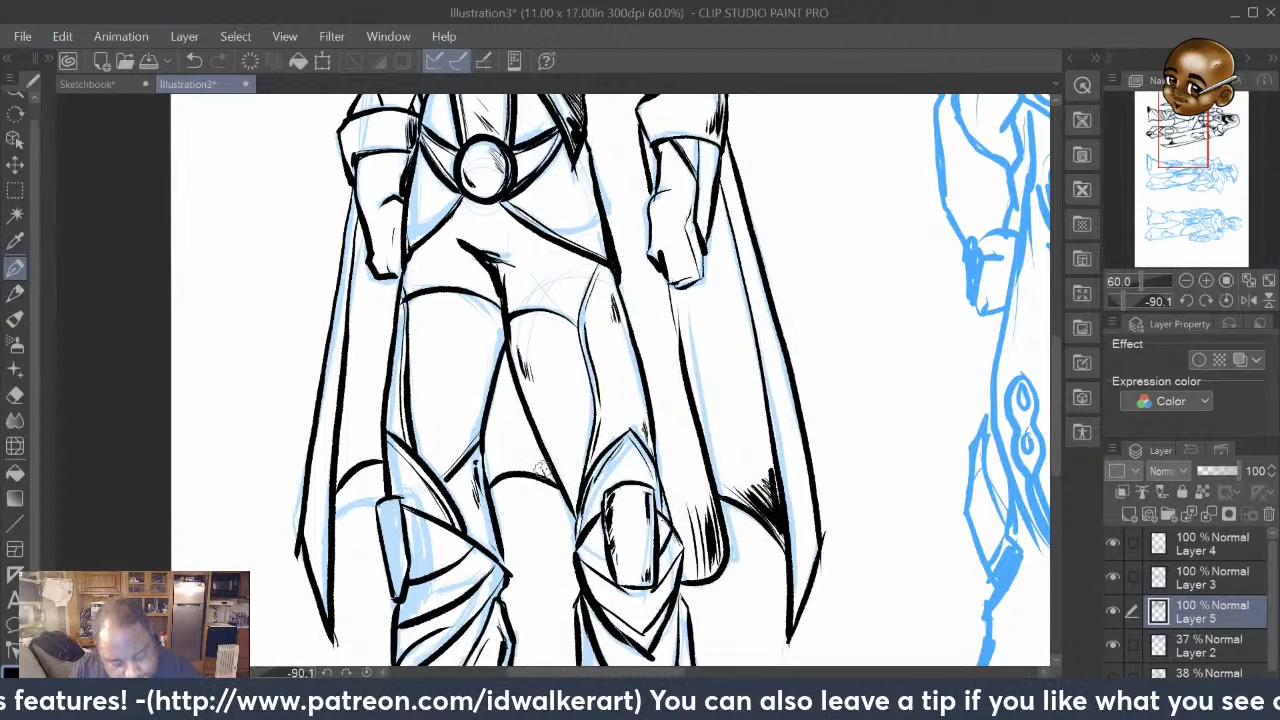 Illustration3* (11.00 x 17.00in 300dpi 60.0%) - CLIP STUDIO PAINT PRO
File Edit Animation Layer Select View Filter Window Help
Sketchbook* Illustration3*
60.0
-90.1
Layer Property
Effect
Expression color
Color
Layer
Norm 100
100 % Normal
Layer 4
100 % Normal
Layer 3
100 % Normal
Layer 5
37 % Normal
Layer 2
38 % Normal
-90.1
s features! -(http://www.patreon.com/idwalkerart) You can also leave a tip if you like what you see